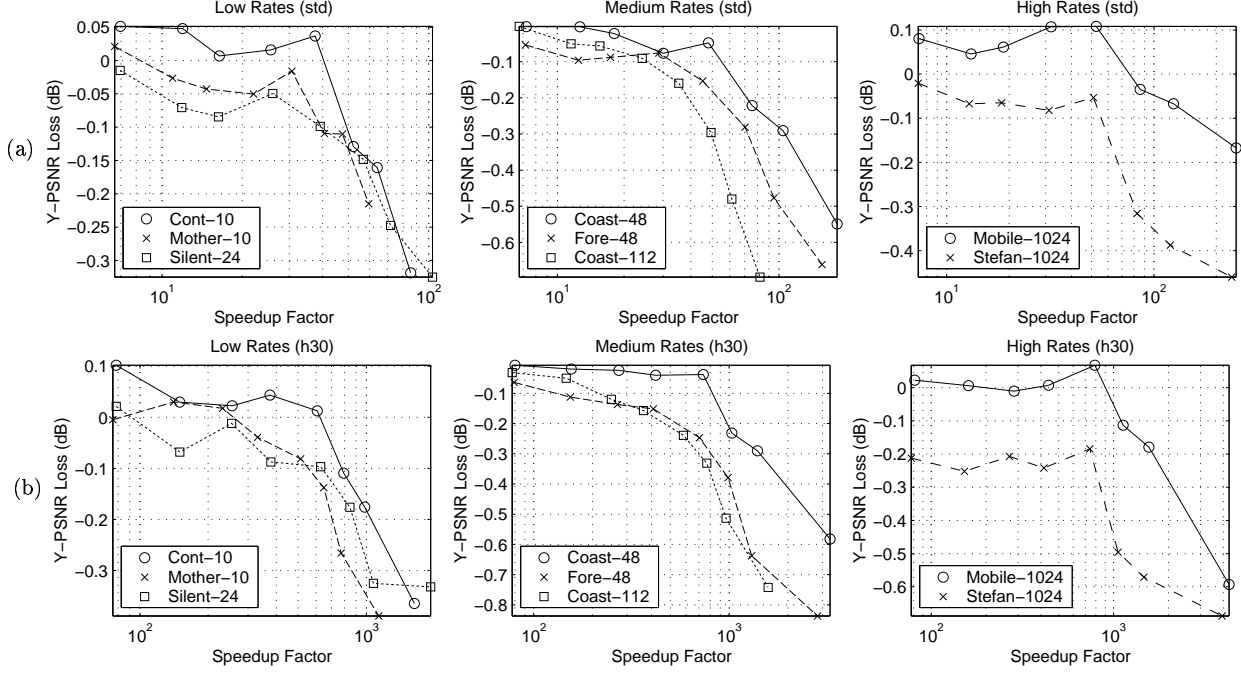 (a)
Low Rates (std)
Y−PSNR Loss (dB)
0.05
0
−0.05
−0.1
−0.15
−0.2
−0.25
−0.3
Cont−10
Mother−10
Silent−24
10^1
10^2
Speedup Factor
Medium Rates (std)
Y−PSNR Loss (dB)
−0.1
−0.2
−0.3
−0.4
−0.5
−0.6
Coast−48
Fore−48
Coast−112
10^1
10^2
Speedup Factor
High Rates (std)
Y−PSNR Loss (dB)
0.1
0
−0.1
−0.2
−0.3
−0.4
Mobile−1024
Stefan−1024
10^1
10^2
Speedup Factor
(b)
Low Rates (h30)
Y−PSNR Loss (dB)
0.1
0
−0.1
−0.2
−0.3
Cont−10
Mother−10
Silent−24
10^2
10^3
Speedup Factor
Medium Rates (h30)
Y−PSNR Loss (dB)
−0.1
−0.2
−0.3
−0.4
−0.5
−0.6
−0.7
−0.8
Coast−48
Fore−48
Coast−112
10^2
10^3
Speedup Factor
High Rates (h30)
Y−PSNR Loss (dB)
0
−0.1
−0.2
−0.3
−0.4
−0.5
−0.6
Mobile−1024
Stefan−1024
10^2
10^3
Speedup Factor